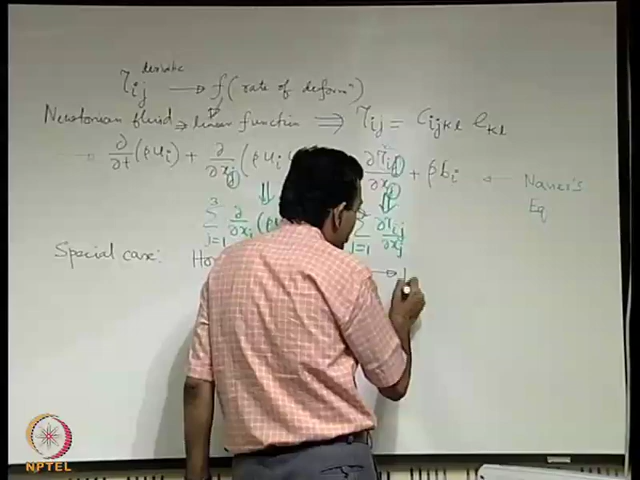 τij^deviatoric → f(rate of deformⁿ)
Newtonian fluid ⇒ linear function ⇒ τij = Cijkl ekl
∂/∂t (ρui) + ∂/∂xj (ρui ∂τij/∂xj + ρbi ← Navier's Eq
3 Σ j=1 ∂/∂xj (ρ Σ j=1 ∂τij/∂xj
Special case: Ho →
NPTEL